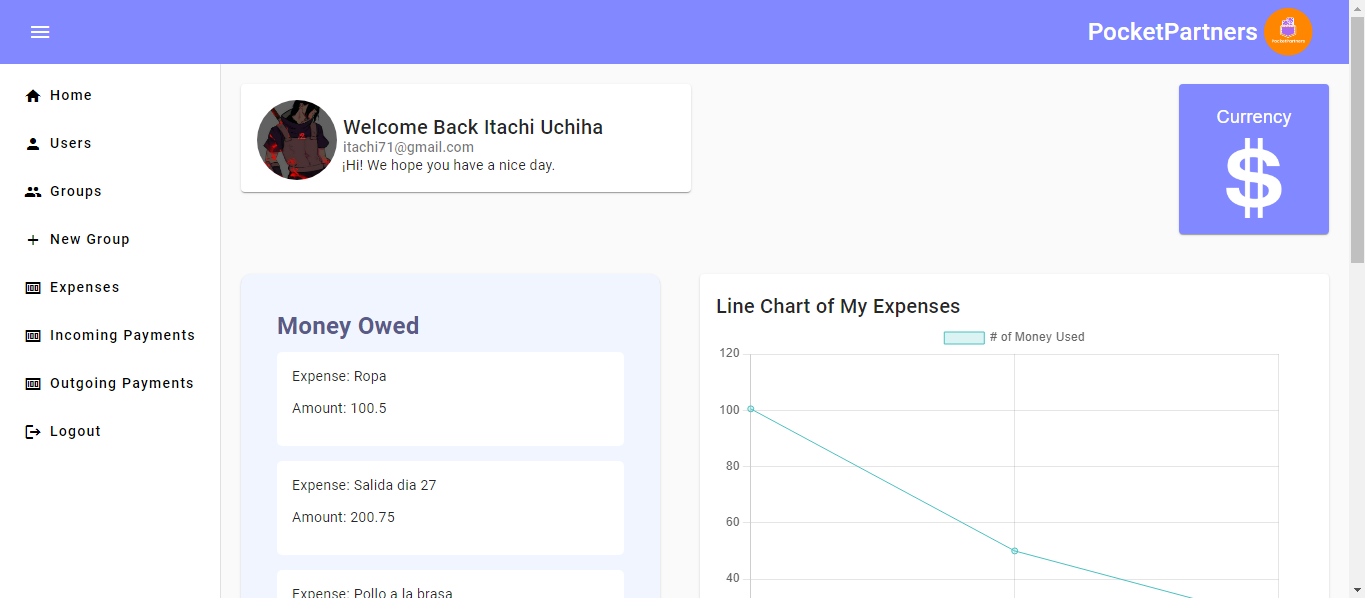 PocketPartners
Home
Users
Groups
New Group
Expenses
Incoming Payments
Outgoing Payments
Logout
Welcome Back Itachi Uchiha
itachi71@gmail.com
¡Hi! We hope you have a nice day.
Currency
$
Money Owed
Expense: Ropa
Amount: 100.5
Expense: Salida dia 27
Amount: 200.75
Expense: Pollo a la brasa
Line Chart of My Expenses
# of Money Used
120
100
80
60
40